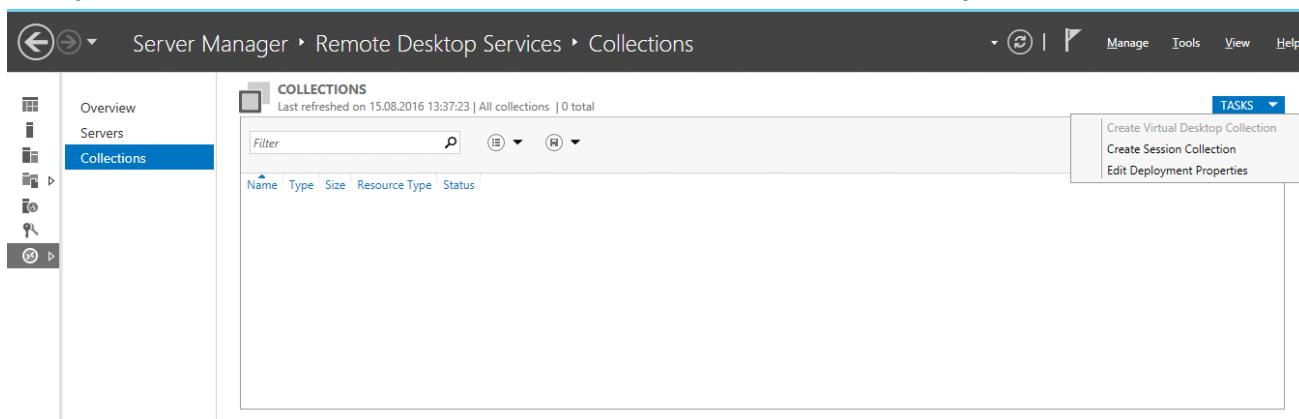 Server Manager ‣ Remote Desktop Services ‣ Collections
Manage Tools View Help
Overview
Servers
Collections
COLLECTIONS
Last refreshed on 15.08.2016 13:37:23 | All collections | 0 total
TASKS
Create Virtual Desktop Collection
Create Session Collection
Edit Deployment Properties
Filter
Name Type Size Resource Type Status